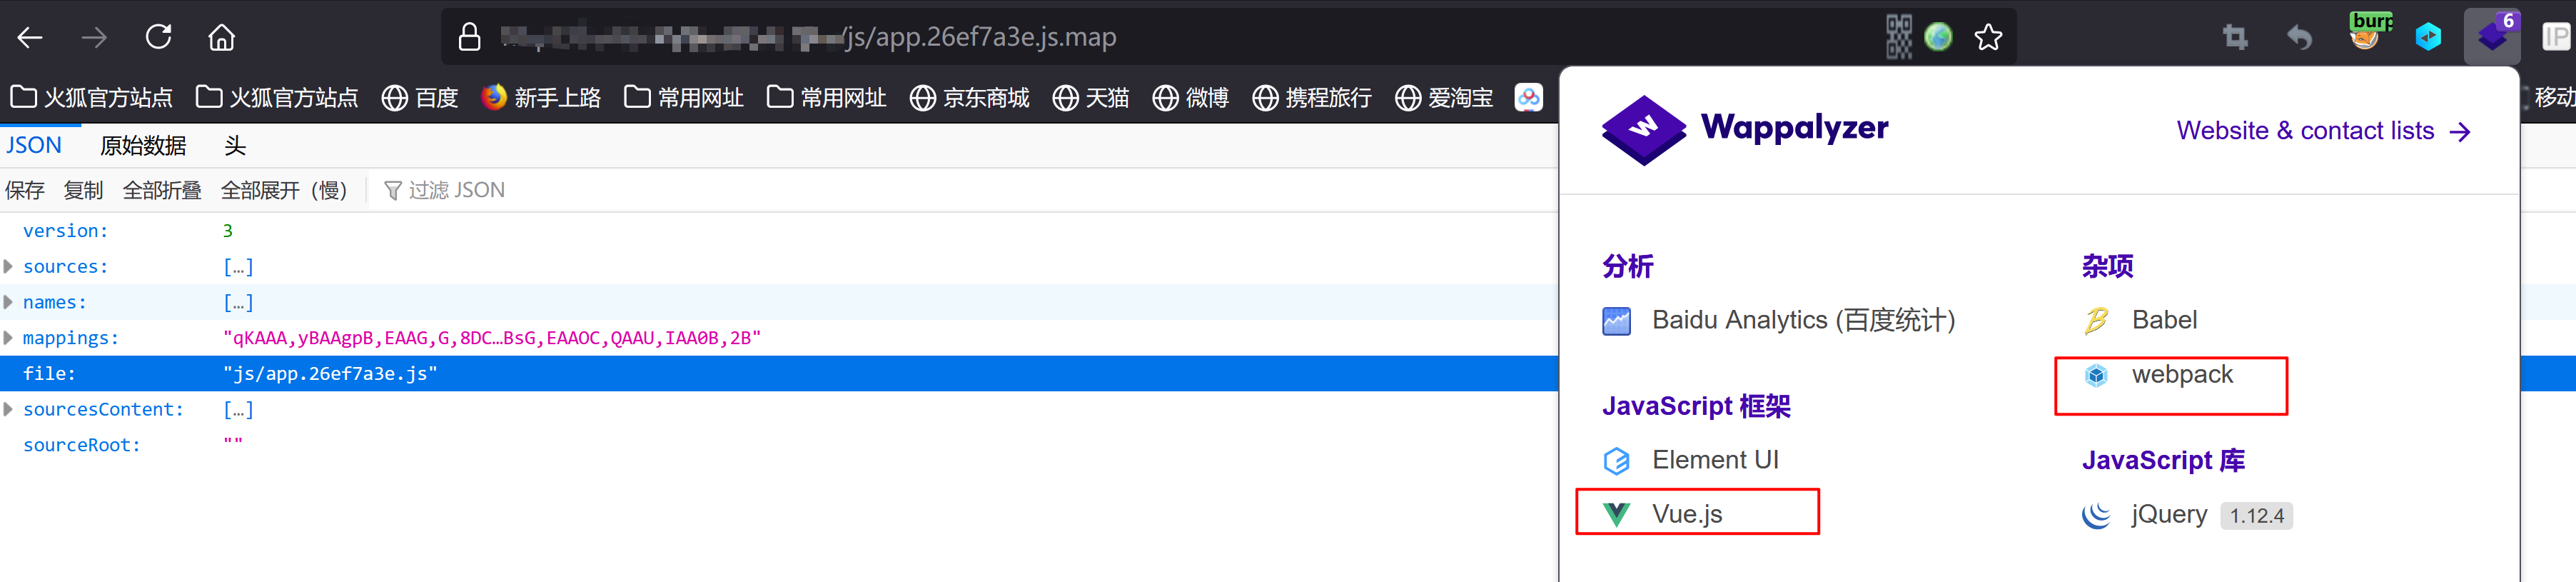 /js/app.26ef7a3e.js.map
burp
6
IP
火狐官方站点 火狐官方站点 百度 新手上路 常用网址 常用网址 京东商城 天猫 微博 携程旅行 爱淘宝 移动
JSON 原始数据 头
保存 复制 全部折叠 全部展开（慢） 过滤 JSON
version: 3
sources: […]
names: […]
mappings: "qKAAA,yBAAgpB,EAAG,G,8DC…BsG,EAAOC,QAAU,IAA0B,2B"
file: "js/app.26ef7a3e.js"
sourcesContent: […]
sourceRoot: ""
Wappalyzer
Website & contact lists →
分析
Baidu Analytics (百度统计)
JavaScript 框架
Element UI
Vue.js
杂项
Babel
webpack
JavaScript 库
jQuery 1.12.4